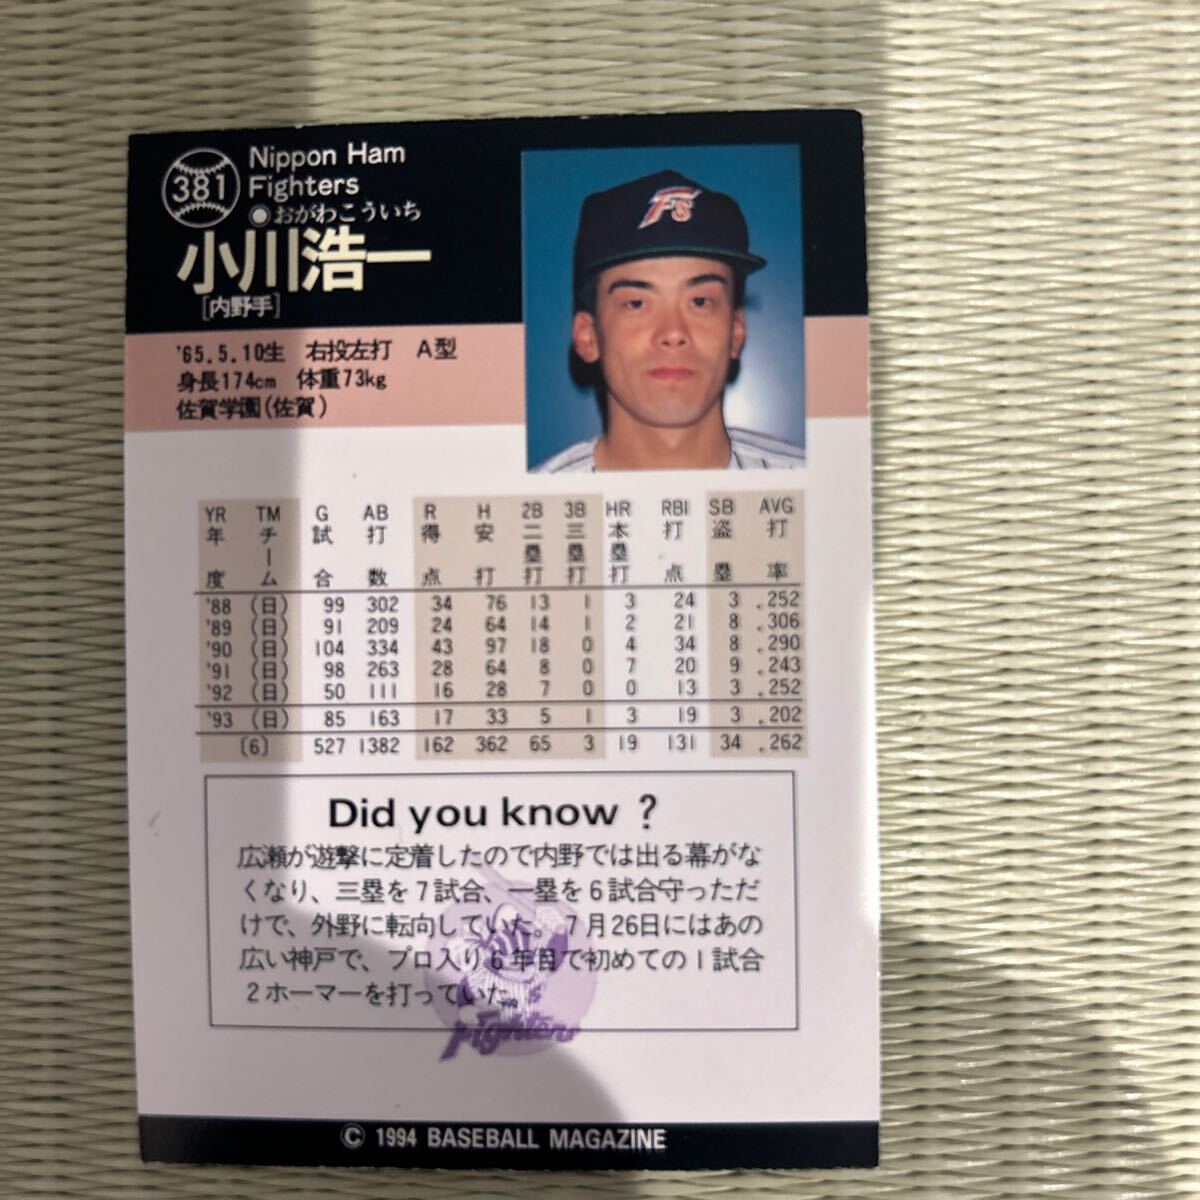 381
Nippon Ham
Fighters
●おがわこういち
小川浩一
[内野手]
F's
'65.5.10生 右投左打 A型
身長174cm 体重73kg
佐賀学園(佐賀)
YR TM G AB R H 2B 3B HR RBI SB AVG
年度 チーム 試合 打数 得点 安打 二塁打 三塁打 本塁打 打点 盗塁 打率
'88 (日) 99 302 34 76 13 1 3 24 3 .252
'89 (日) 91 209 24 64 14 1 2 21 8 .306
'90 (日) 104 334 43 97 18 0 4 34 8 .290
'91 (日) 98 263 28 64 8 0 7 20 9 .243
'92 (日) 50 111 16 28 7 0 0 13 3 .252
'93 (日) 85 163 17 33 5 1 3 19 3 .202
(6) 527 1382 162 362 65 3 19 131 34 .262
Did you know ?
広瀬が遊撃に定着したので内野では出る幕がな
くなり、三塁を7試合、一塁を6試合守っただ
けで、外野に転向していた。7月26日にはあの
広い神戸で、プロ入り6年目で初めての1試合
2ホーマーを打っていた。
Fighters
© 1994 BASEBALL MAGAZINE